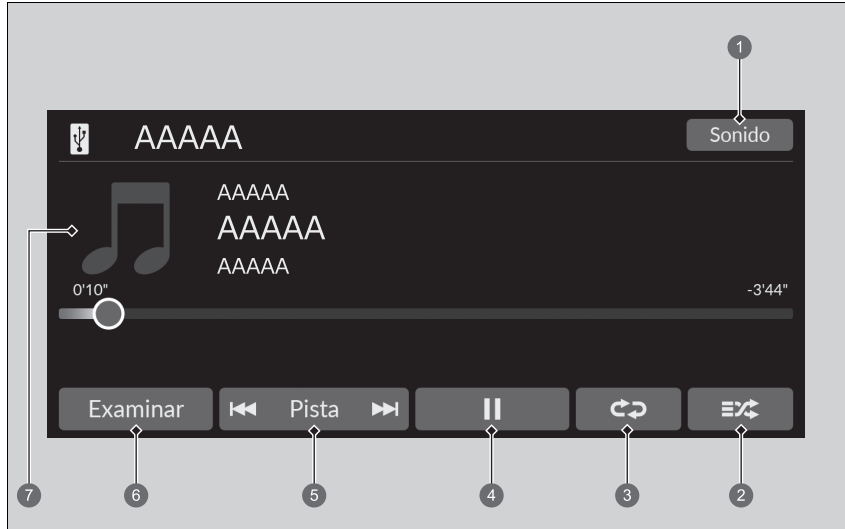 1
AAAAA
Sonido
AAAAA
AAAAA
AAAAA
7
0'10"
-3'44"
Examinar
Pista
6
5
4
3
2